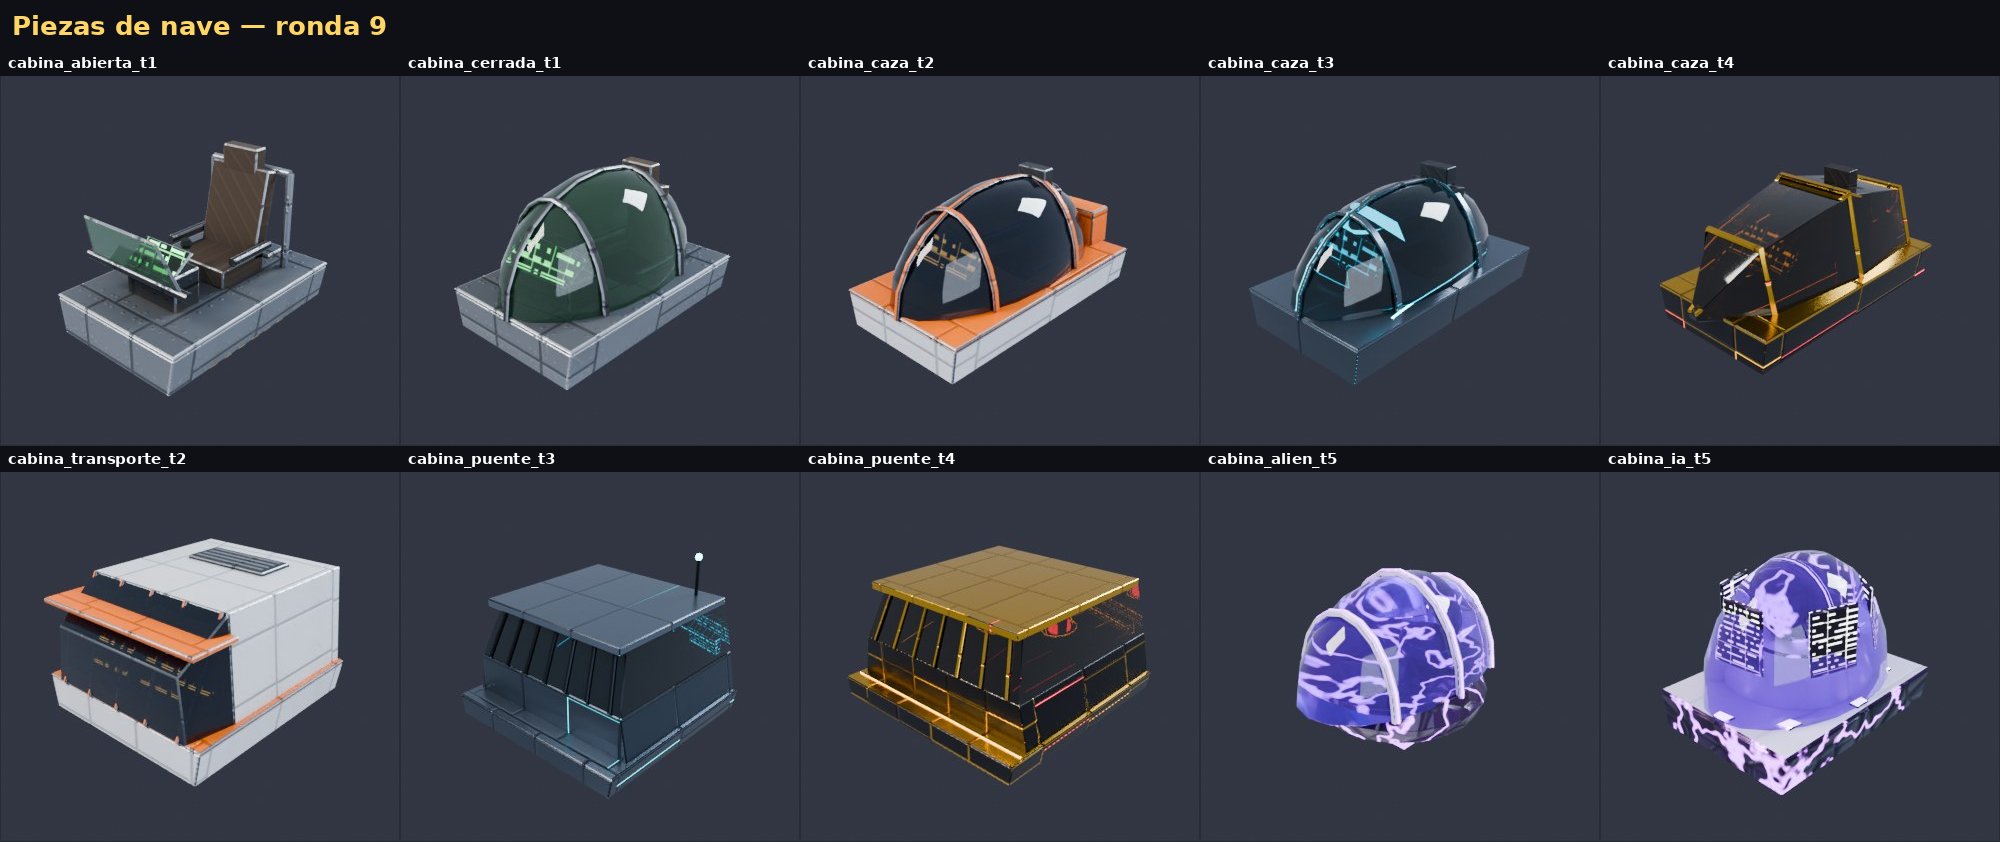 Piezas de nave — ronda 9
cabina_abierta_t1
cabina_cerrada_t1
cabina_caza_t2
cabina_caza_t3
cabina_caza_t4
cabina_transporte_t2
cabina_puente_t3
cabina_puente_t4
cabina_alien_t5
cabina_ia_t5